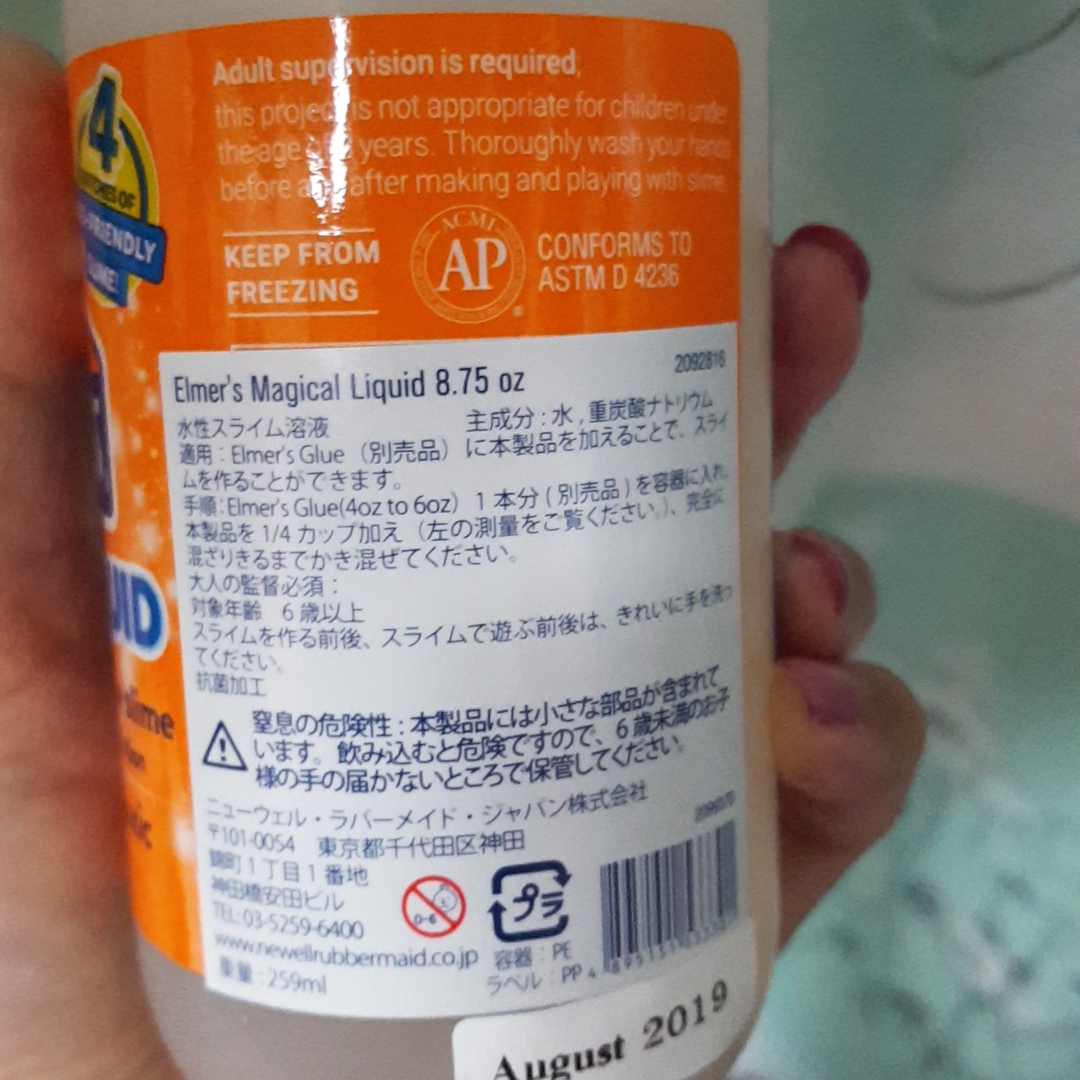 Adult supervision is required,
this project is not appropriate for children under
the age of years. Thoroughly wash your hands
before and after making and playing with slime.
4
BATCHES OF
FRIENDLY
SLIME!
KEEP FROM
FREEZING
ACMI
AP
CONFORMS TO
ASTM D 4236
2092816
Elmer's Magical Liquid 8.75 oz
水性スライム溶液 主成分 : 水 , 重炭酸ナトリウム
適用 : Elmer's Glue （別売品）に本製品を加えることで、スライ
ムを作ることができます。
手順 : Elmer's Glue(4oz to 6oz) 1 本分 ( 別売品 ) を容器に入れ、
本製品を 1/4 カップ加え（左の測量をご覧ください。）、完全に
混ざりきるまでかき混ぜてください。
大人の監督必須 :
対象年齢 6 歳以上
スライムを作る前後、スライムで遊ぶ前後は、きれいに手を洗っ
てください。
抗菌加工
窒息の危険性 : 本製品には小さな部品が含まれて
います。飲み込むと危険ですので、6 歳未満のお子
様の手の届かないところで保管してください。
ニューウェル・ラバーメイド・ジャパン株式会社
〒101-0054 東京都千代田区神田
錦町 1 丁目 1 番地
神田橋安田ビル
TEL: 03-5259-6400
www.newellrubbermaid.co.jp
重量 : 259ml
0-6
プラ
容器 : PE
ラベル : PP
UID
slime
August 2019